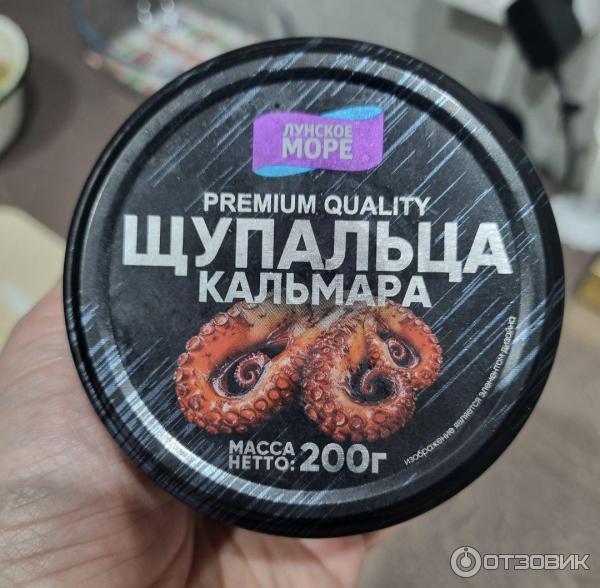 ЛУНСКОЕ
МОРЕ
PREMIUM QUALITY
ЩУПАЛЬЦА
КАЛЬМАРА
МАССА
НЕТТО: 200г
изображение является элементом дизайна
ОТЗОВИК